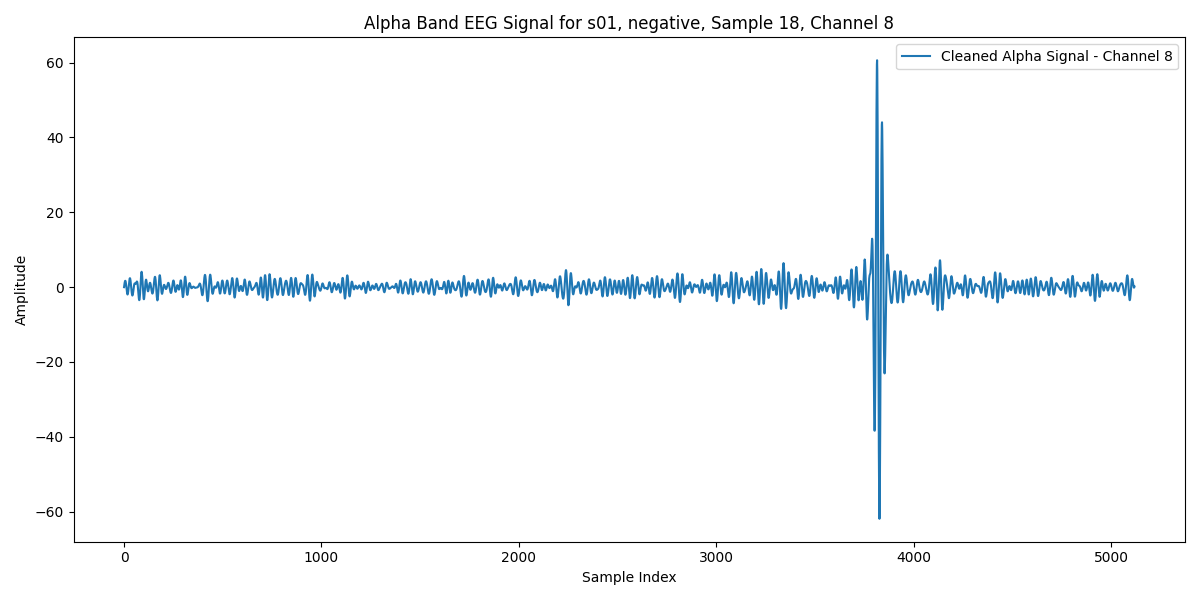 Alpha Band EEG Signal for s01, negative, Sample 18, Channel 8
Cleaned Alpha Signal - Channel 8
Amplitude
60
40
20
0
−20
−40
−60
0 1000 2000 3000 4000 5000
Sample Index